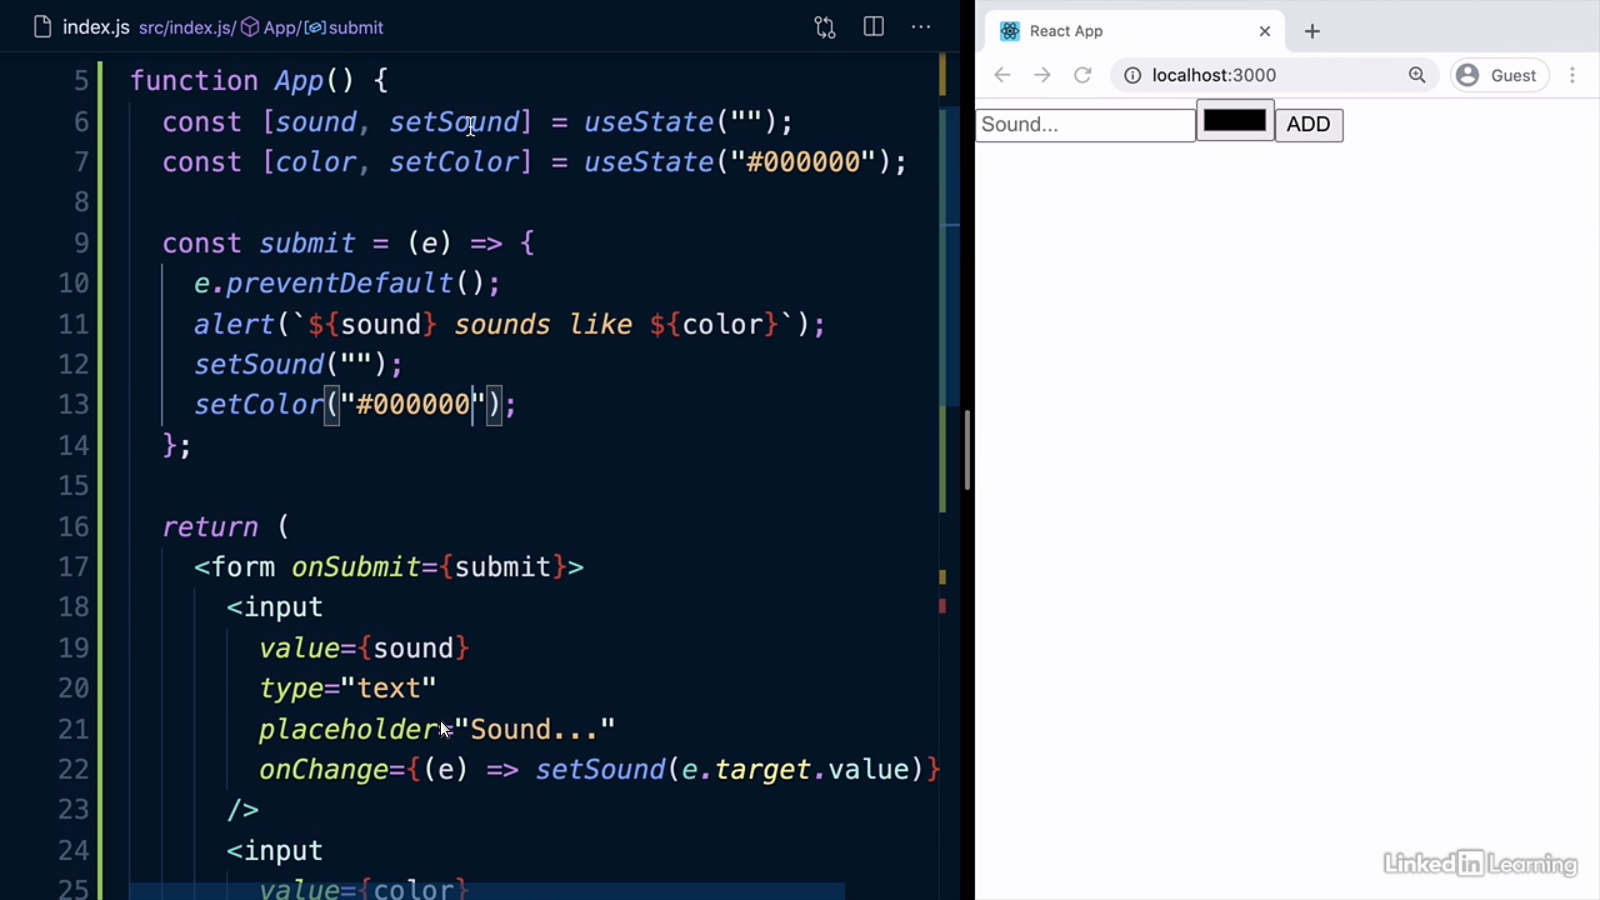 index.js src/index.js/ App/ submit
5 function App() {
6 const [sound, setSound] = useState("");
7 const [color, setColor] = useState("#000000");
8
9 const submit = (e) => {
10 e.preventDefault();
11 alert(`${sound} sounds like ${color}`);
12 setSound("");
13 setColor("#000000");
14 };
15
16 return (
17 <form onSubmit={submit}>
18 <input
19 value={sound}
20 type="text"
21 placeholder="Sound..."
22 onChange={(e) => setSound(e.target.value)}
23 />
24 <input
25 value={color}
React App
localhost:3000
Guest
Sound...
ADD
LinkedIn Learning